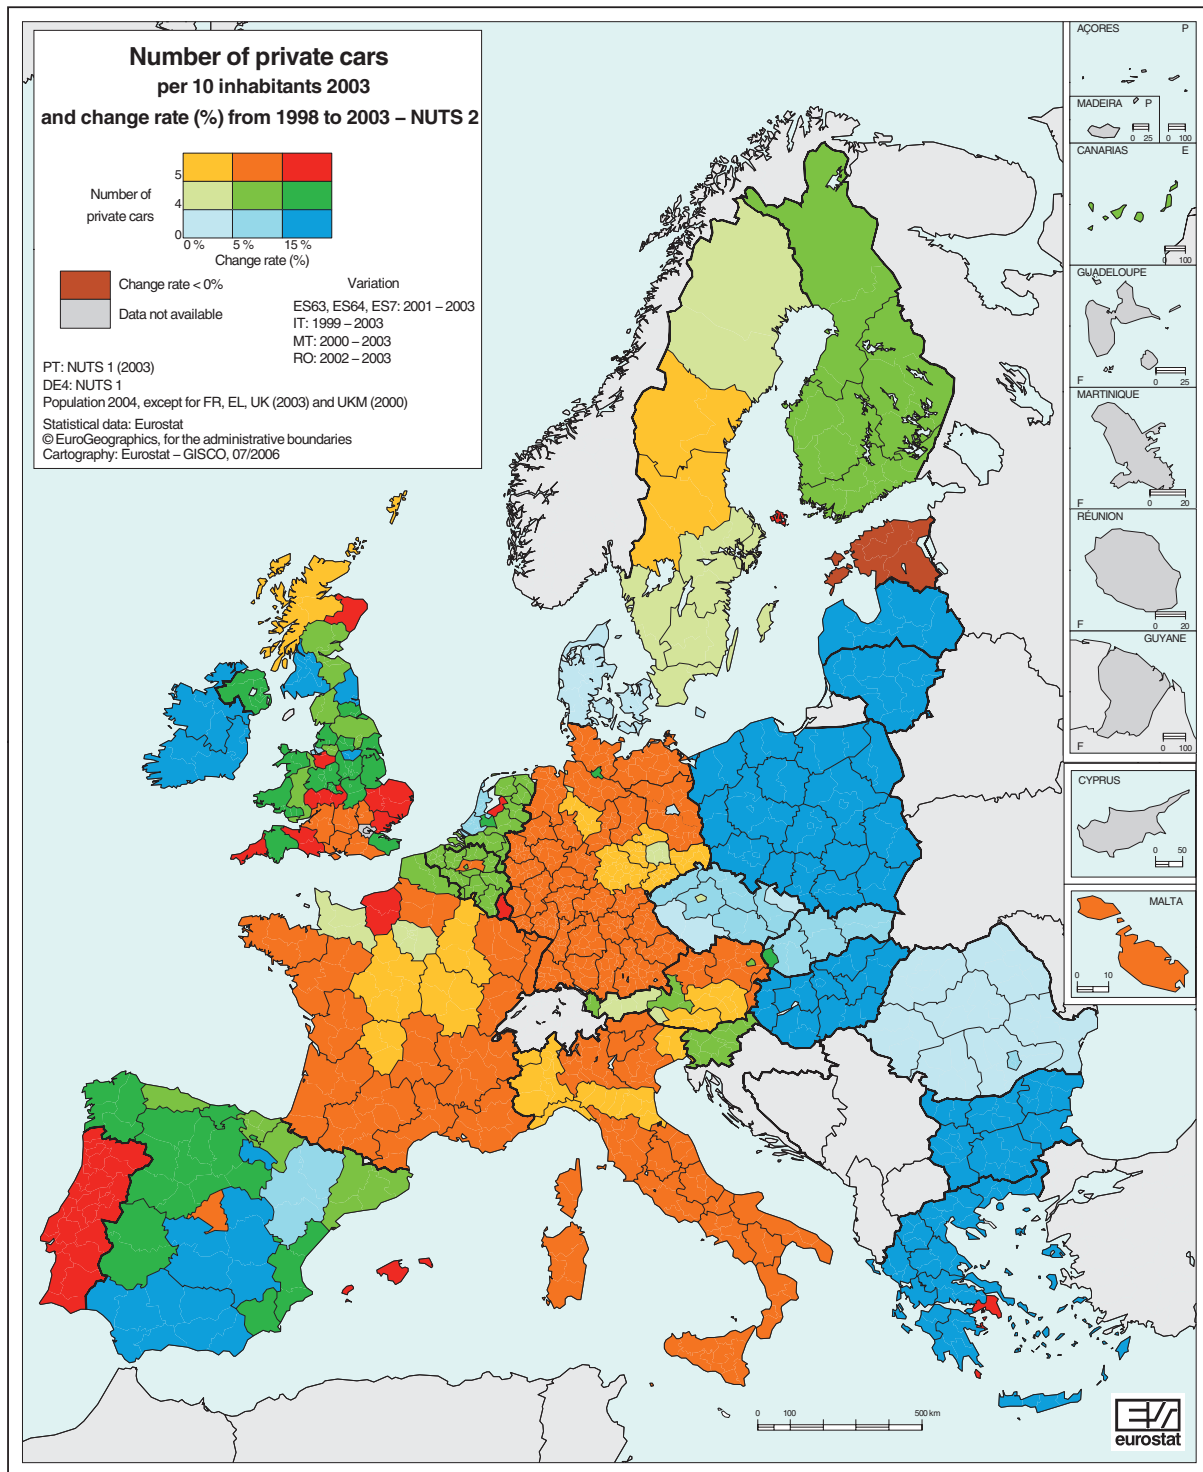 Number of private cars
per 10 inhabitants 2003
and change rate (%) from 1998 to 2003 – NUTS 2
Number of
private cars
5
4
0
0 %
5 %
15 %
Change rate (%)
Change rate < 0%
Data not available
Variation
ES63, ES64, ES7: 2001 – 2003
IT: 1999 – 2003
MT: 2000 – 2003
RO: 2002 – 2003
PT: NUTS 1 (2003)
DE4: NUTS 1
Population 2004, except for FR, EL, UK (2003) and UKM (2000)
Statistical data: Eurostat
© EuroGeographics, for the administrative boundaries
Cartography: Eurostat – GISCO, 07/2006
AÇORES P
MADEIRA P
0 25
0 100
CANARIAS E
0 100
GUADELOUPE
F
0 25
MARTINIQUE
F
0 20
RÉUNION
F
0 20
GUYANE
F
0 100
CYPRUS
0 50
MALTA
0 10
0 100 500 km
eurostat